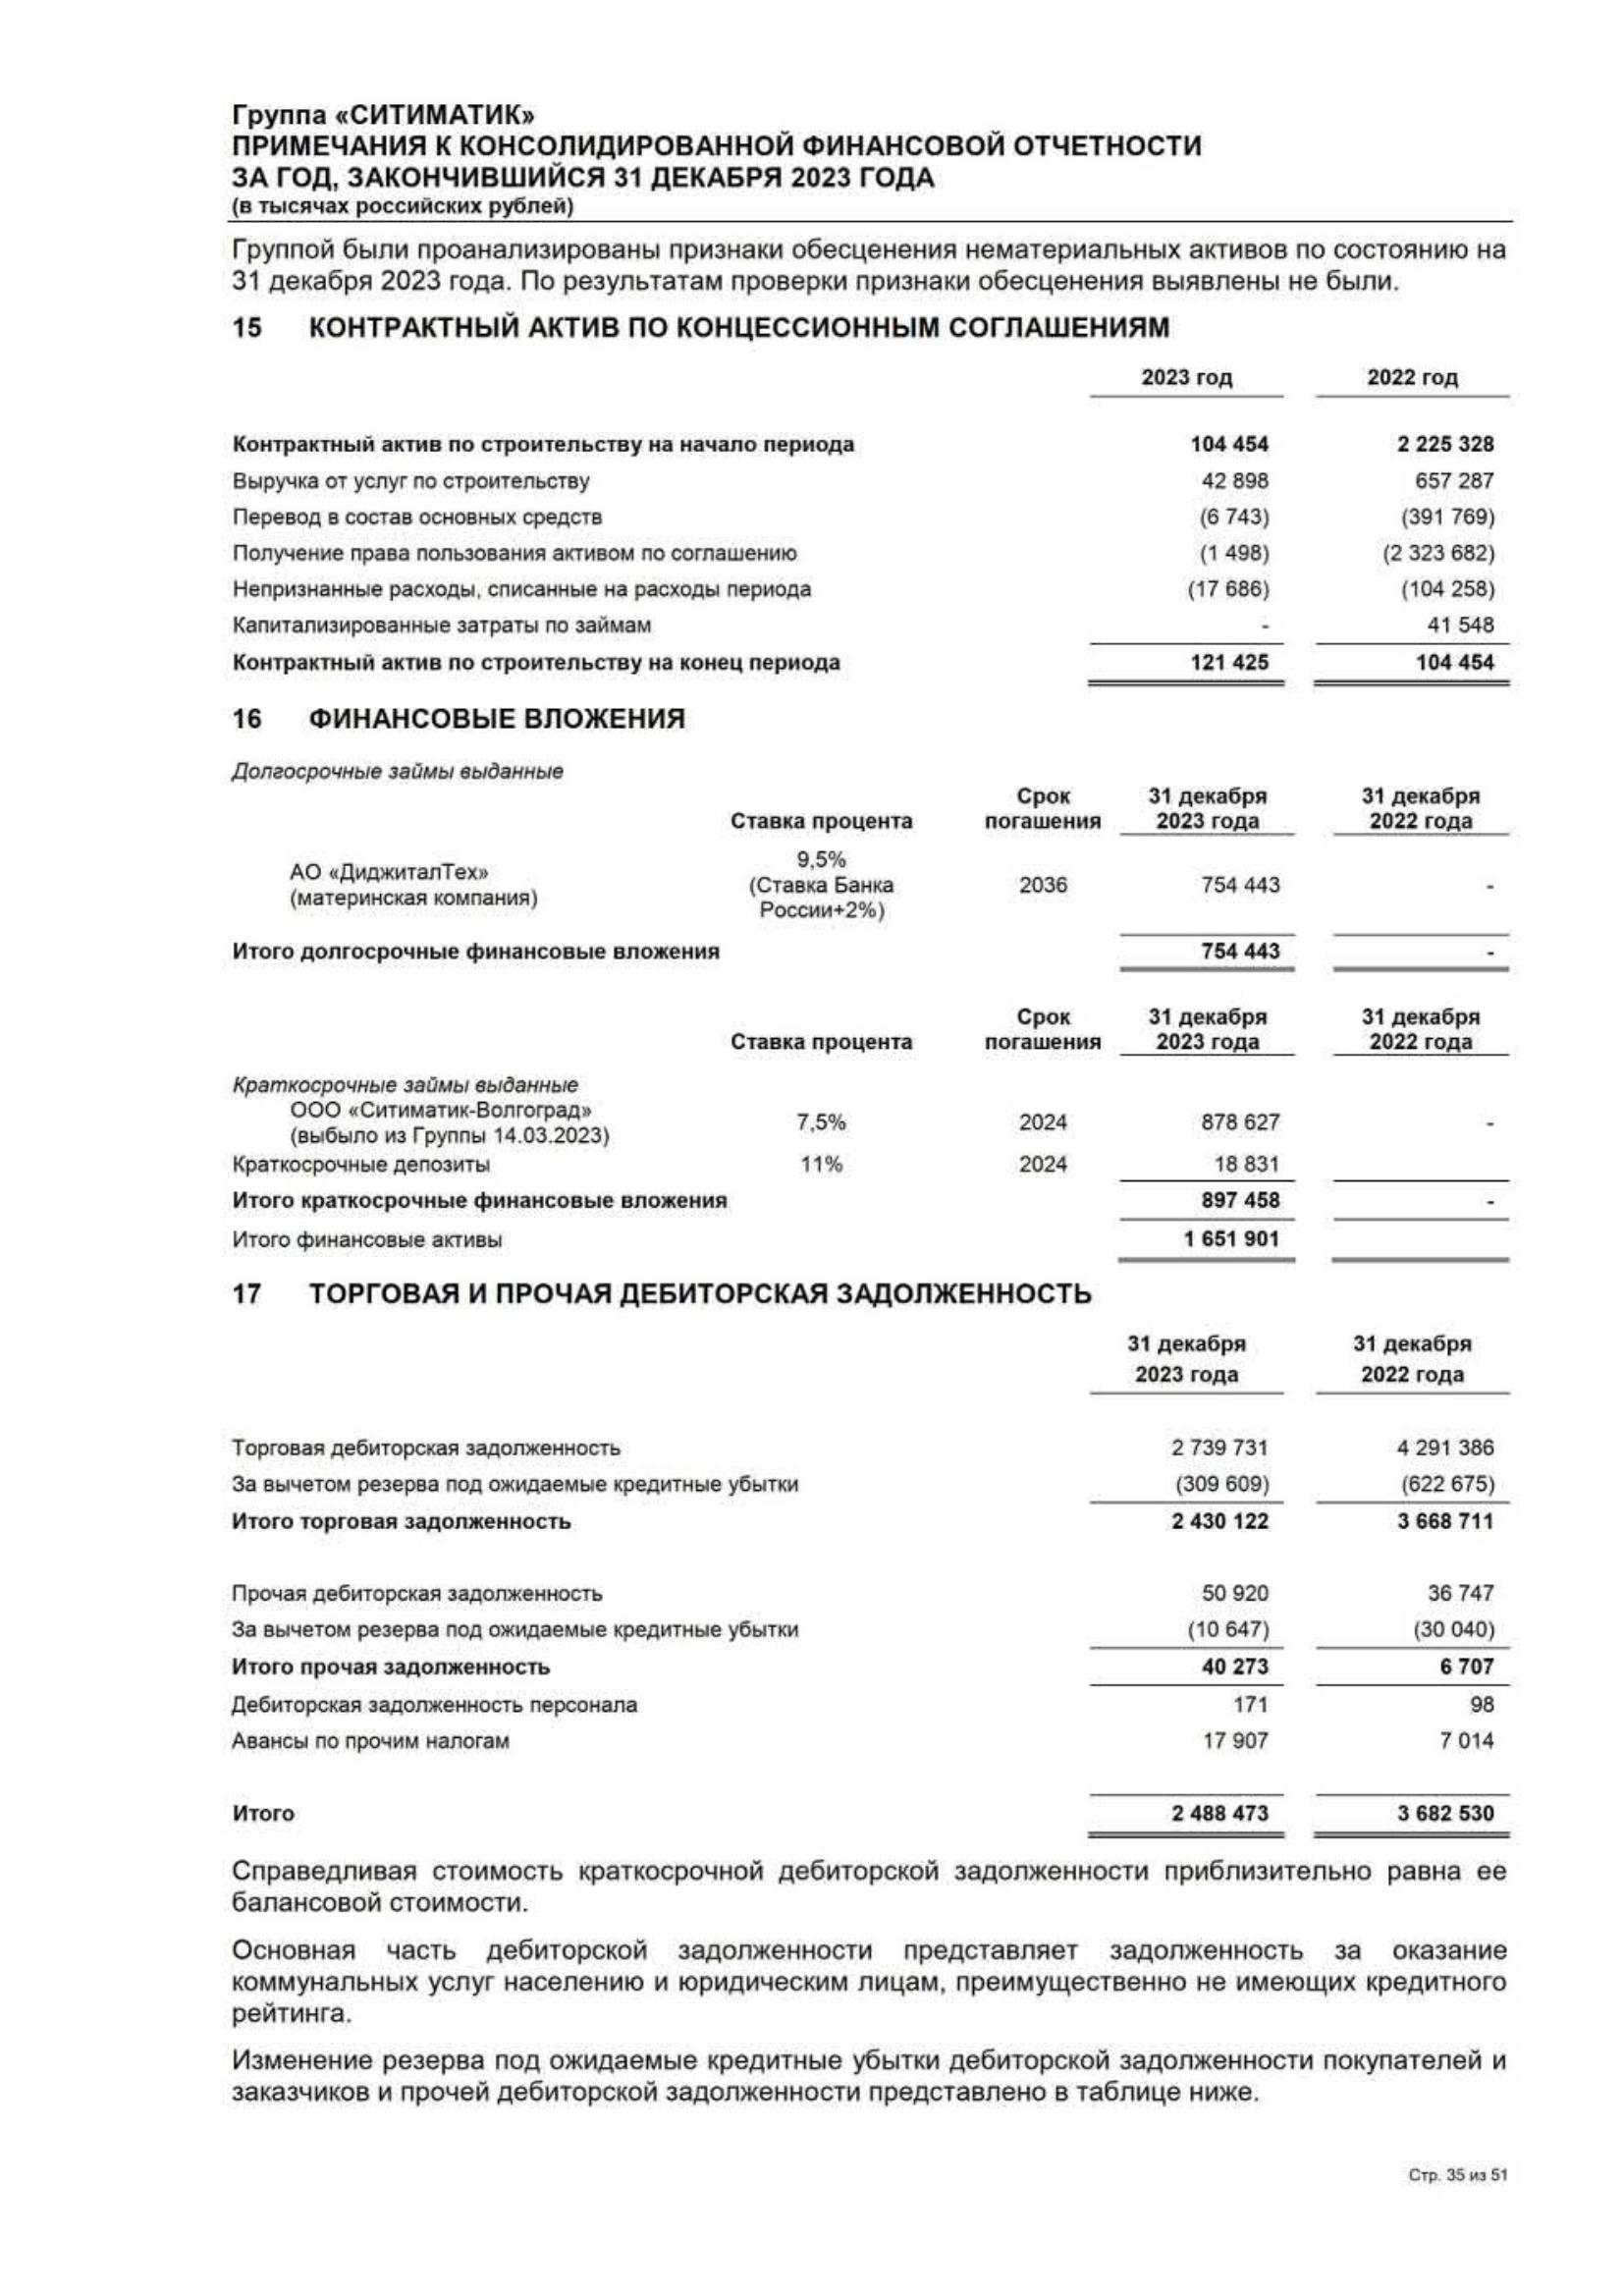 Группа «СИТИМАТИК»
ПРИМЕЧАНИЯ К КОНСОЛИДИРОВАННОЙ ФИНАНСОВОЙ ОТЧЕТНОСТИ
ЗА ГОД, ЗАКОНЧИВШИЙСЯ 31 ДЕКАБРЯ 2023 ГОДА
(в тысячах российских рублей)
Группой были проанализированы признаки обесценения нематериальных активов по состоянию на
31 декабря 2023 года. По результатам проверки признаки обесценения выявлены не были.
15 КОНТРАКТНЫЙ АКТИВ ПО КОНЦЕССИОННЫМ СОГЛАШЕНИЯМ
2023 год 2022 год
Контрактный актив по строительству на начало периода 104 454 2 225 328
Выручка от услуг по строительству 42 898 657 287
Перевод в состав основных средств (6 743) (391 769)
Получение права пользования активом по соглашению (1 498) (2 323 682)
Непризнанные расходы, списанные на расходы периода (17 686) (104 258)
Капитализированные затраты по займам - 41 548
Контрактный актив по строительству на конец периода 121 425 104 454
16 ФИНАНСОВЫЕ ВЛОЖЕНИЯ
Долгосрочные займы выданные
Срок 31 декабря 31 декабря
Ставка процента погашения 2023 года 2022 года
9,5%
АО «ДиджиталТех»
(Ставка Банка 2036 754 443 -
(материнская компания)
России+2%)
Итого долгосрочные финансовые вложения 754 443 -
Срок 31 декабря 31 декабря
Ставка процента погашения 2023 года 2022 года
Краткосрочные займы выданные
ООО «Ситиматик-Волгоград»
7,5% 2024 878 627 -
(выбыло из Группы 14.03.2023)
Краткосрочные депозиты 11% 2024 18 831
Итого краткосрочные финансовые вложения 897 458 -
Итого финансовые активы 1 651 901
17 ТОРГОВАЯ И ПРОЧАЯ ДЕБИТОРСКАЯ ЗАДОЛЖЕННОСТЬ
31 декабря 31 декабря
2023 года 2022 года
Торговая дебиторская задолженность 2 739 731 4 291 386
За вычетом резерва под ожидаемые кредитные убытки (309 609) (622 675)
Итого торговая задолженность 2 430 122 3 668 711
Прочая дебиторская задолженность 50 920 36 747
За вычетом резерва под ожидаемые кредитные убытки (10 647) (30 040)
Итого прочая задолженность 40 273 6 707
Дебиторская задолженность персонала 171 98
Авансы по прочим налогам 17 907 7 014
Итого 2 488 473 3 682 530
Справедливая стоимость краткосрочной дебиторской задолженности приблизительно равна ее
балансовой стоимости.
Основная часть дебиторской задолженности представляет задолженность за оказание
коммунальных услуг населению и юридическим лицам, преимущественно не имеющих кредитного
рейтинга.
Изменение резерва под ожидаемые кредитные убытки дебиторской задолженности покупателей и
заказчиков и прочей дебиторской задолженности представлено в таблице ниже.
Стр. 35 из 51